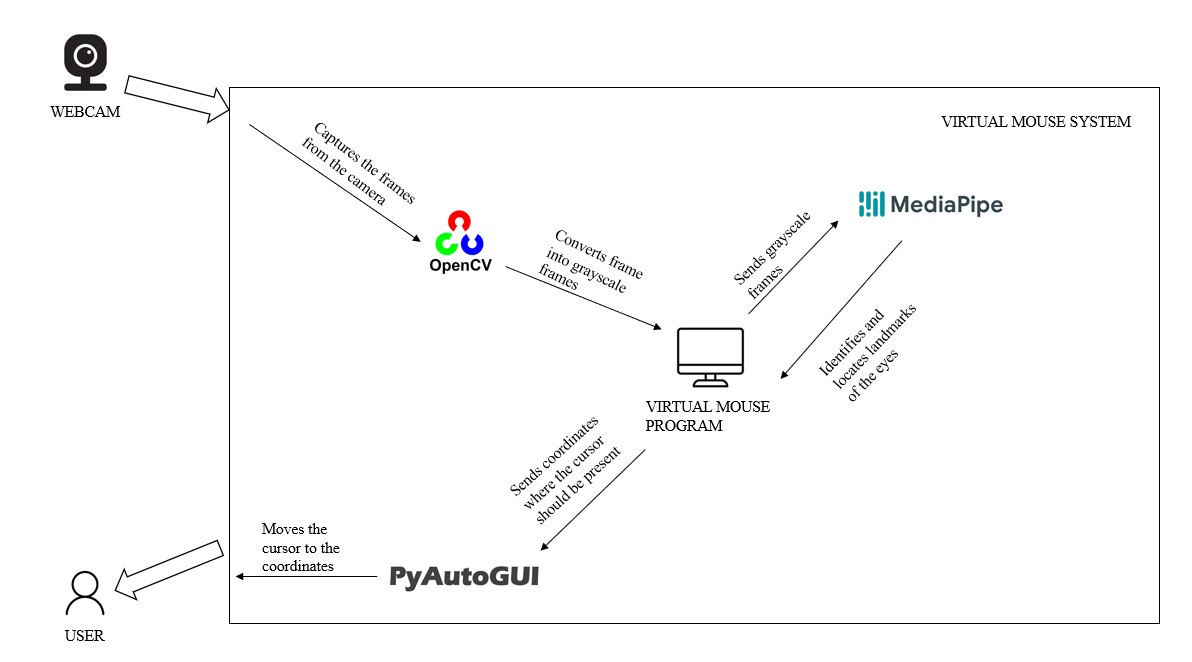 WEBCAM
VIRTUAL MOUSE SYSTEM
Captures the frames
from the camera
OpenCV
Converts frame
into grayscale
frames
Sends grayscale
frames
MediaPipe
Identifies and
locates landmarks
of the eyes
VIRTUAL MOUSE
PROGRAM
Sends coordinates
where the cursor
should be present
PyAutoGUI
Moves the
cursor to the
coordinates
USER